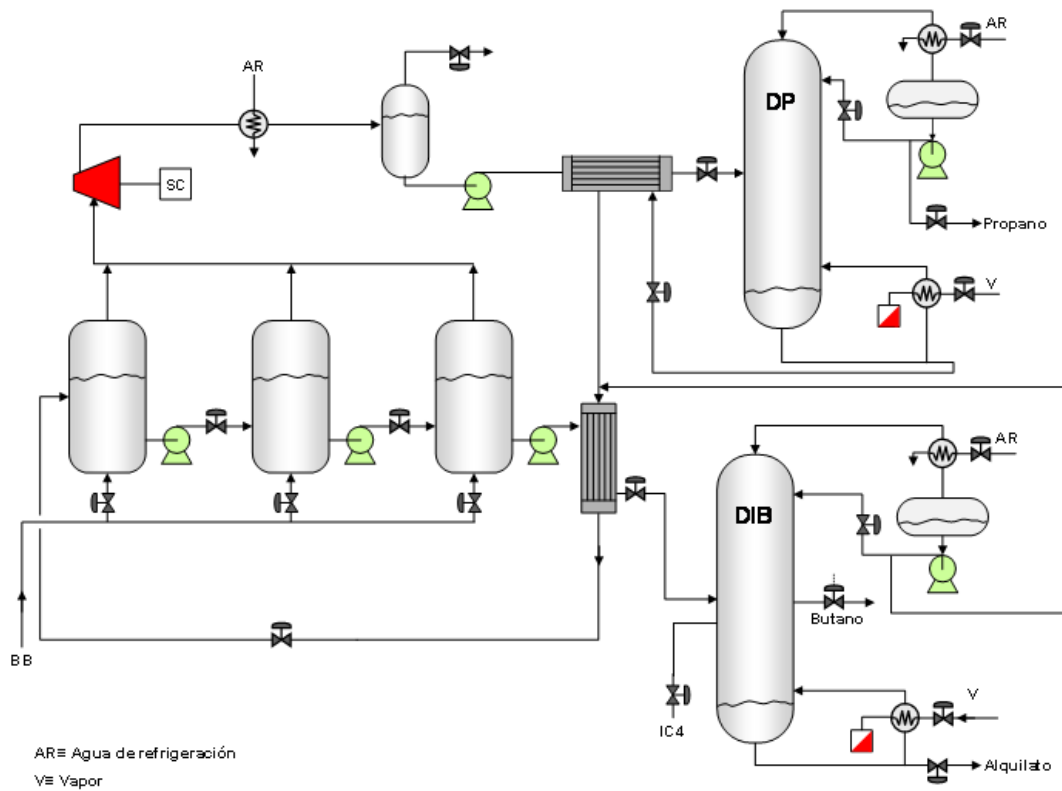 AR
AR
DP
SC
Propano
V
AR
DIB
Butano
BB
IC4
V
Alquilato
AR≡ Agua de refrigeración
V≡ Vapor